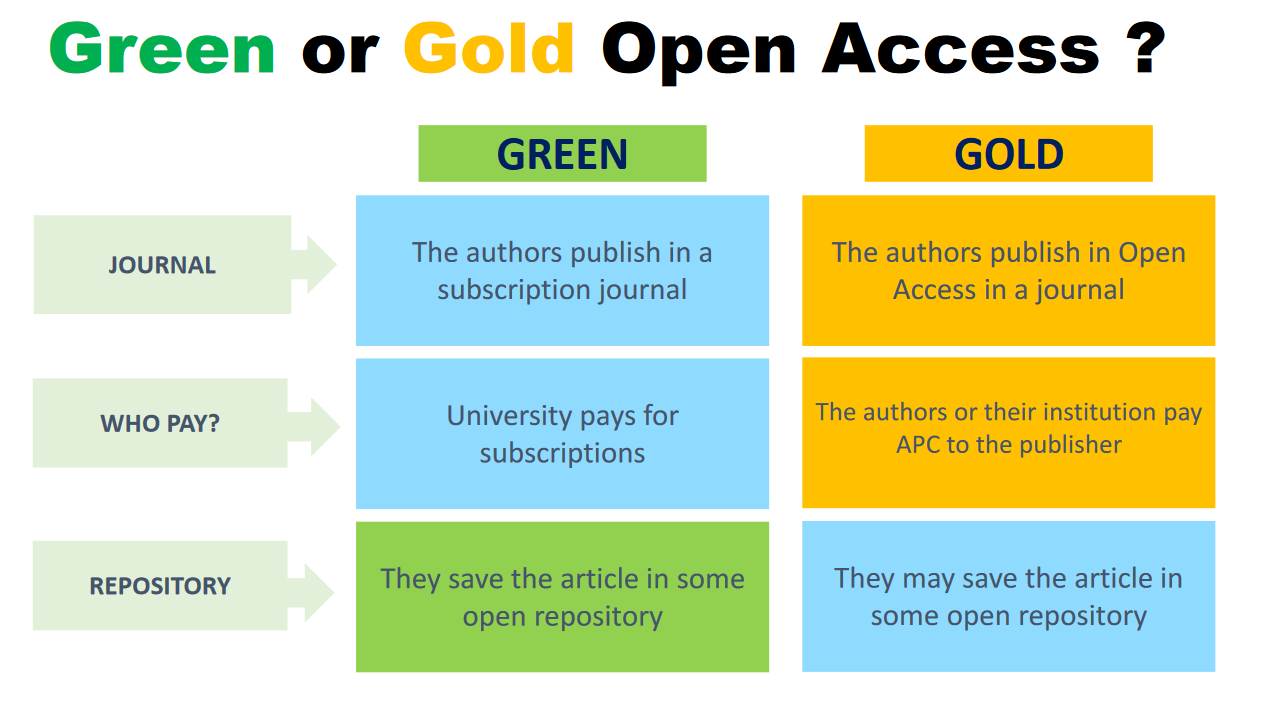 Green or Gold Open Access ?
GREEN
GOLD
JOURNAL
The authors publish in a
subscription journal
The authors publish in Open
Access in a journal
WHO PAY?
University pays for
subscriptions
The authors or their institution pay
APC to the publisher
REPOSITORY
They save the article in some
open repository
They may save the article in
some open repository